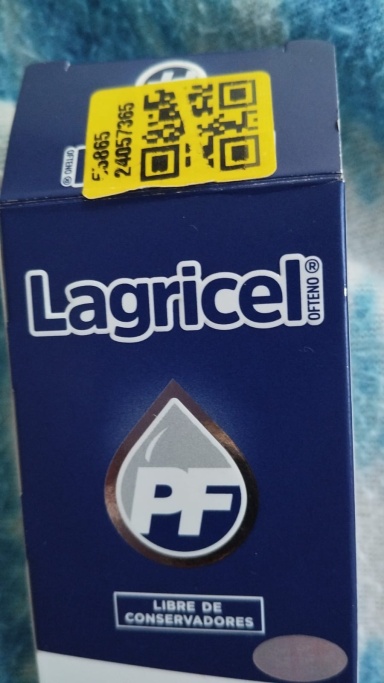 24057365
Lagricel®
OFTENO
PF
LIBRE DE
CONSERVADORES